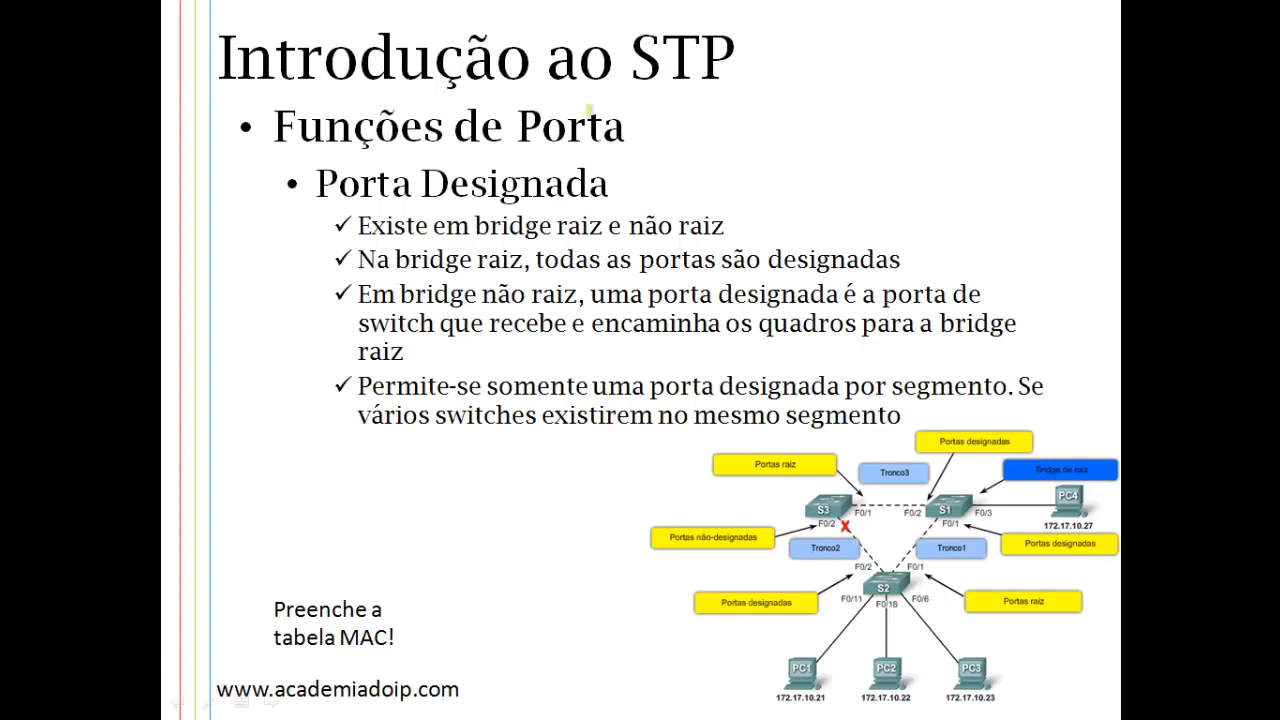 Introdução ao STP
• Funções de Porta
• Porta Designada
✓ Existe em bridge raiz e não raiz
✓ Na bridge raiz, todas as portas são designadas
✓ Em bridge não raiz, uma porta designada é a porta de
switch que recebe e encaminha os quadros para a bridge
raiz
✓ Permite-se somente uma porta designada por segmento. Se
vários switches existirem no mesmo segmento
Portas designadas
Portas raiz
Tronco3
Bridge de raiz
PC4
S3
S1
F0/1
F0/2
F0/3
F0/2
X
F0/1
172.17.10.27
Portas não-designadas
Tronco2
Tronco1
Portas designadas
F0/2
F0/1
S2
Portas designadas
F0/11
F0/18
F0/6
Portas raiz
Preenche a
tabela MAC!
PC1
PC2
PC3
172.17.10.21
172.17.10.22
172.17.10.23
www.academiadoip.com